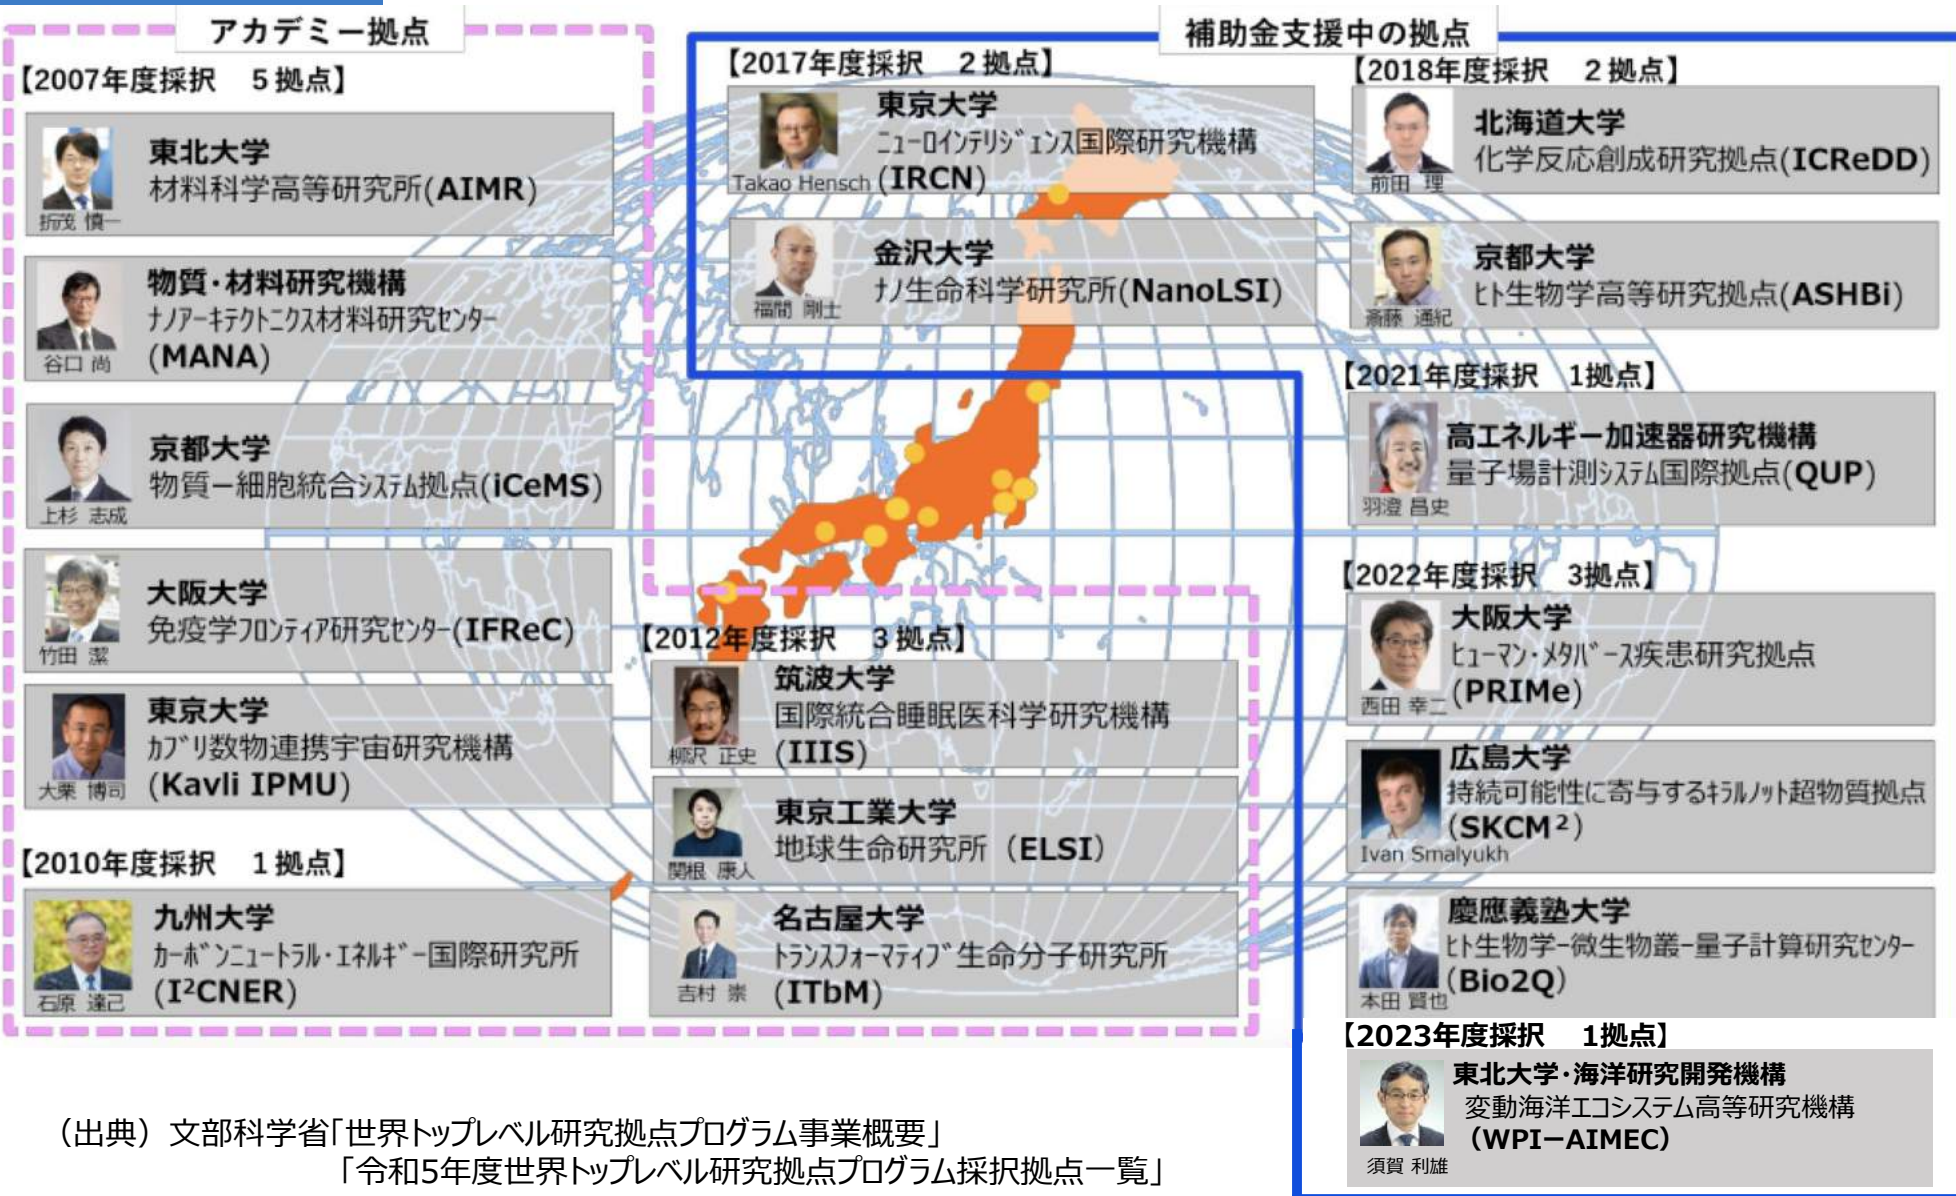 アカデミー拠点
【2007年度採択　5拠点】
東北大学
材料科学高等研究所(AIMR)
折茂 慎一
物質・材料研究機構
ナノアーキテクトニクス材料研究センター
(MANA)
谷口 尚
京都大学
物質ー細胞統合システム拠点(iCeMS)
上杉 志成
大阪大学
免疫学フロンティア研究センター(IFReC)
竹田 潔
東京大学
カブリ数物連携宇宙研究機構
(Kavli IPMU)
大栗 博司
【2010年度採択　1拠点】
九州大学
カーボンニュートラル・エネルギー国際研究所
(I²CNER)
石原 達己
【2012年度採択　3拠点】
筑波大学
国際統合睡眠医科学研究機構
(IIIS)
柳沢 正史
東京工業大学
地球生命研究所（ELSI）
関根 康人
名古屋大学
トランスフォーマティブ生命分子研究所
(ITbM)
吉村 崇
補助金支援中の拠点
【2017年度採択　2拠点】
東京大学
ニューロインテリジェンス国際研究機構
(IRCN)
Takao Hensch
金沢大学
ナノ生命科学研究所(NanoLSI)
福間 剛士
【2018年度採択　2拠点】
北海道大学
化学反応創成研究拠点(ICReDD)
前田 理
京都大学
ヒト生物学高等研究拠点(ASHBi)
斎藤 通紀
【2021年度採択　1拠点】
高エネルギー加速器研究機構
量子場計測システム国際拠点(QUP)
羽澄 昌史
【2022年度採択　3拠点】
大阪大学
ヒューマン・メタバース疾患研究拠点
(PRIMe)
西田 幸二
広島大学
持続可能性に寄与するキラルノット超物質拠点
(SKCM²)
Ivan Smalyukh
慶應義塾大学
ヒト生物学-微生物叢-量子計算研究センター
(Bio2Q)
本田 賢也
【2023年度採択　1拠点】
東北大学・海洋研究開発機構
変動海洋エコシステム高等研究機構
（WPIーAIMEC）
須賀 利雄
（出典）文部科学省「世界トップレベル研究拠点プログラム事業概要」
「令和5年度世界トップレベル研究拠点プログラム採択拠点一覧」